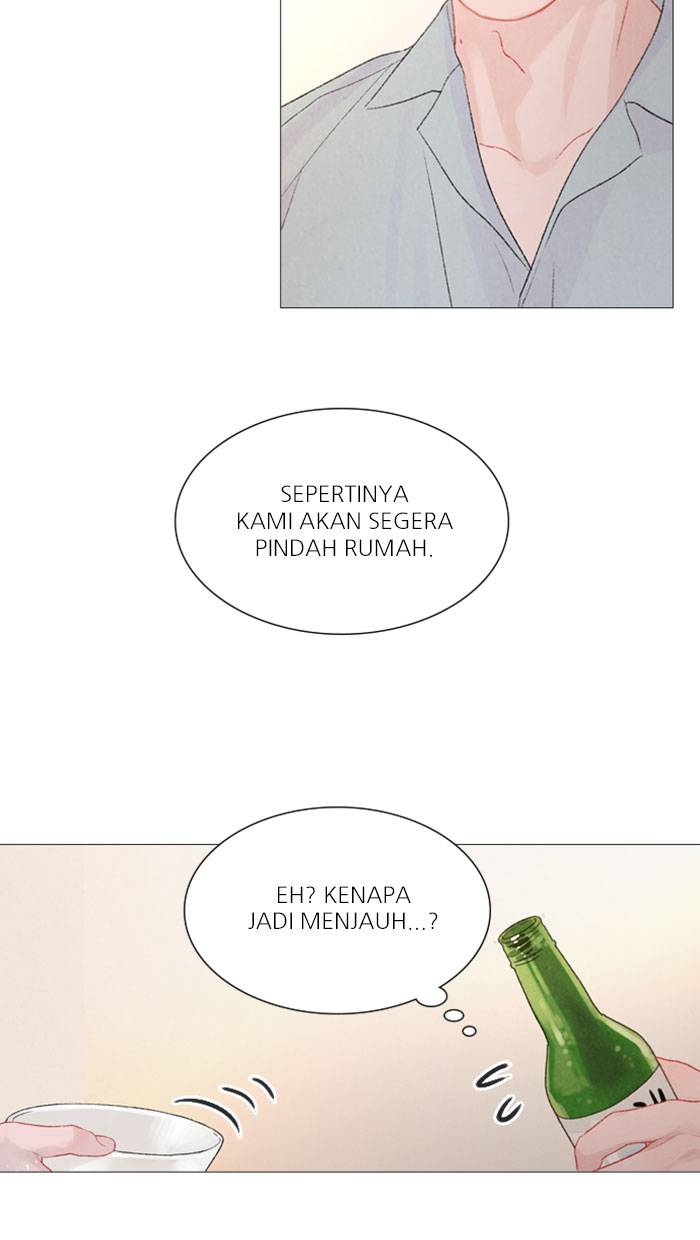 SEPERTINYA
KAMI AKAN SEGERA
PINDAH RUMAH.
EH? KENAPA
JADI MENJAUH...?